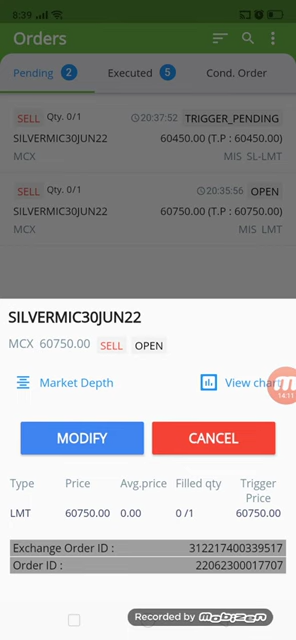 8:39
Orders
Pending 2 Executed 5 Cond. Order
SELL Qty. 0/1 20:37:52 TRIGGER_PENDING
SILVERMIC30JUN22 60450.00 (T.P : 60450.00)
MCX MIS SL-LMT
SELL Qty. 0/1 20:35:56 OPEN
SILVERMIC30JUN22 60750.00 (T.P : 60750.00)
MCX MIS LMT
SILVERMIC30JUN22
MCX 60750.00 SELL OPEN
Market Depth View chart
14:11
MODIFY CANCEL
Type Price Avg.price Filled qty Trigger Price
LMT 60750.00 0.00 0 /1 60750.00
Exchange Order ID : 312217400339517
Order ID : 22062300017707
Recorded by MOBIZEN